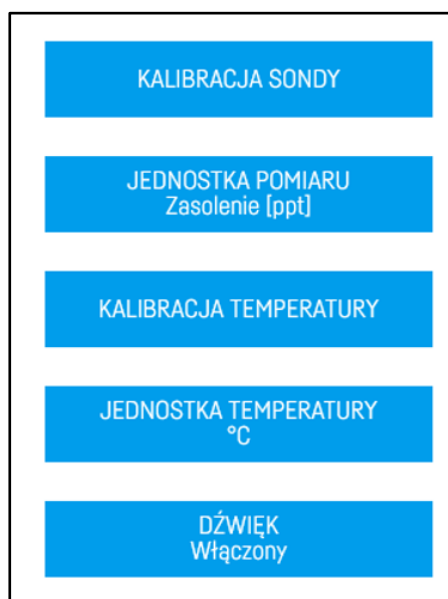 KALIBRACJA SONDY
JEDNOSTKA POMIARU
Zasolenie [ppt]
KALIBRACJA TEMPERATURY
JEDNOSTKA TEMPERATURY
°C
DŹWIĘK
Włączony